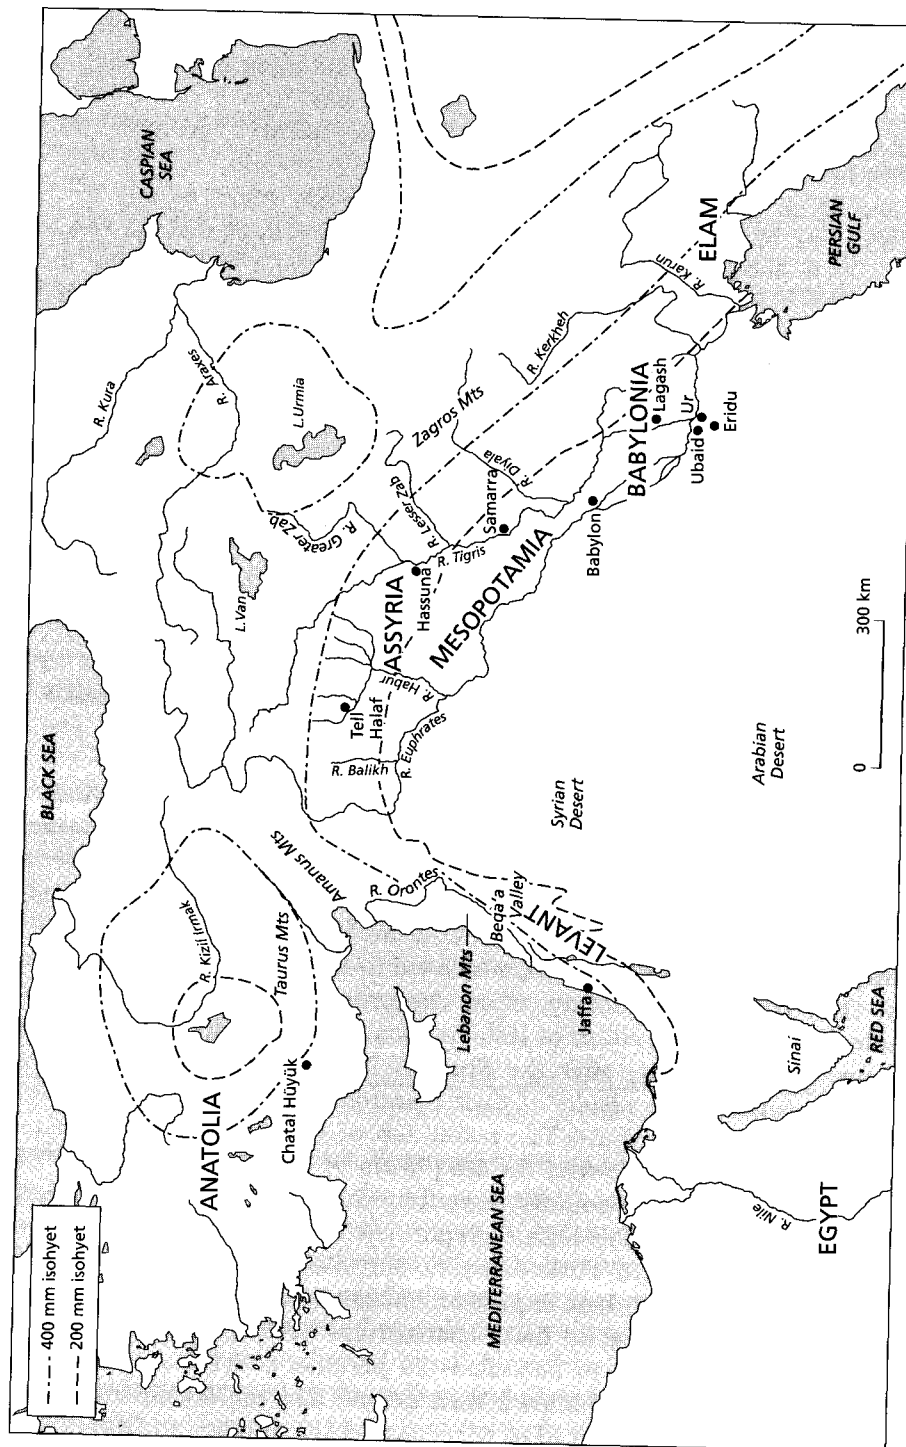 400 mm isohyet
200 mm isohyet
BLACK SEA
CASPIAN
SEA
R. Kura
R. Araxes
L. Urmia
L. Van
R. Kizil Irmak
ANATOLIA
Taurus Mts
Amanus Mts
Chatal Hüyük
Tell
Halaf
R. Balikh
R. Habur
R. Euphrates
ASSYRIA
Hassuna
R. Greater Zab
R. Lesser Zab
R. Tigris
Zagros Mts
Samarra
R. Diyala
R. Kerkheh
MESOPOTAMIA
Babylon
BABYLONIA
Lagash
Ur
Ubaid
Eridu
R. Karun
ELAM
PERSIAN
GULF
R. Orontes
Beqa'a
Valley
LEVANT
Lebanon Mts
Jaffa
Syrian
Desert
Arabian
Desert
MEDITERRANEAN SEA
Sinai
RED SEA
R. Nile
EGYPT
0 300 km